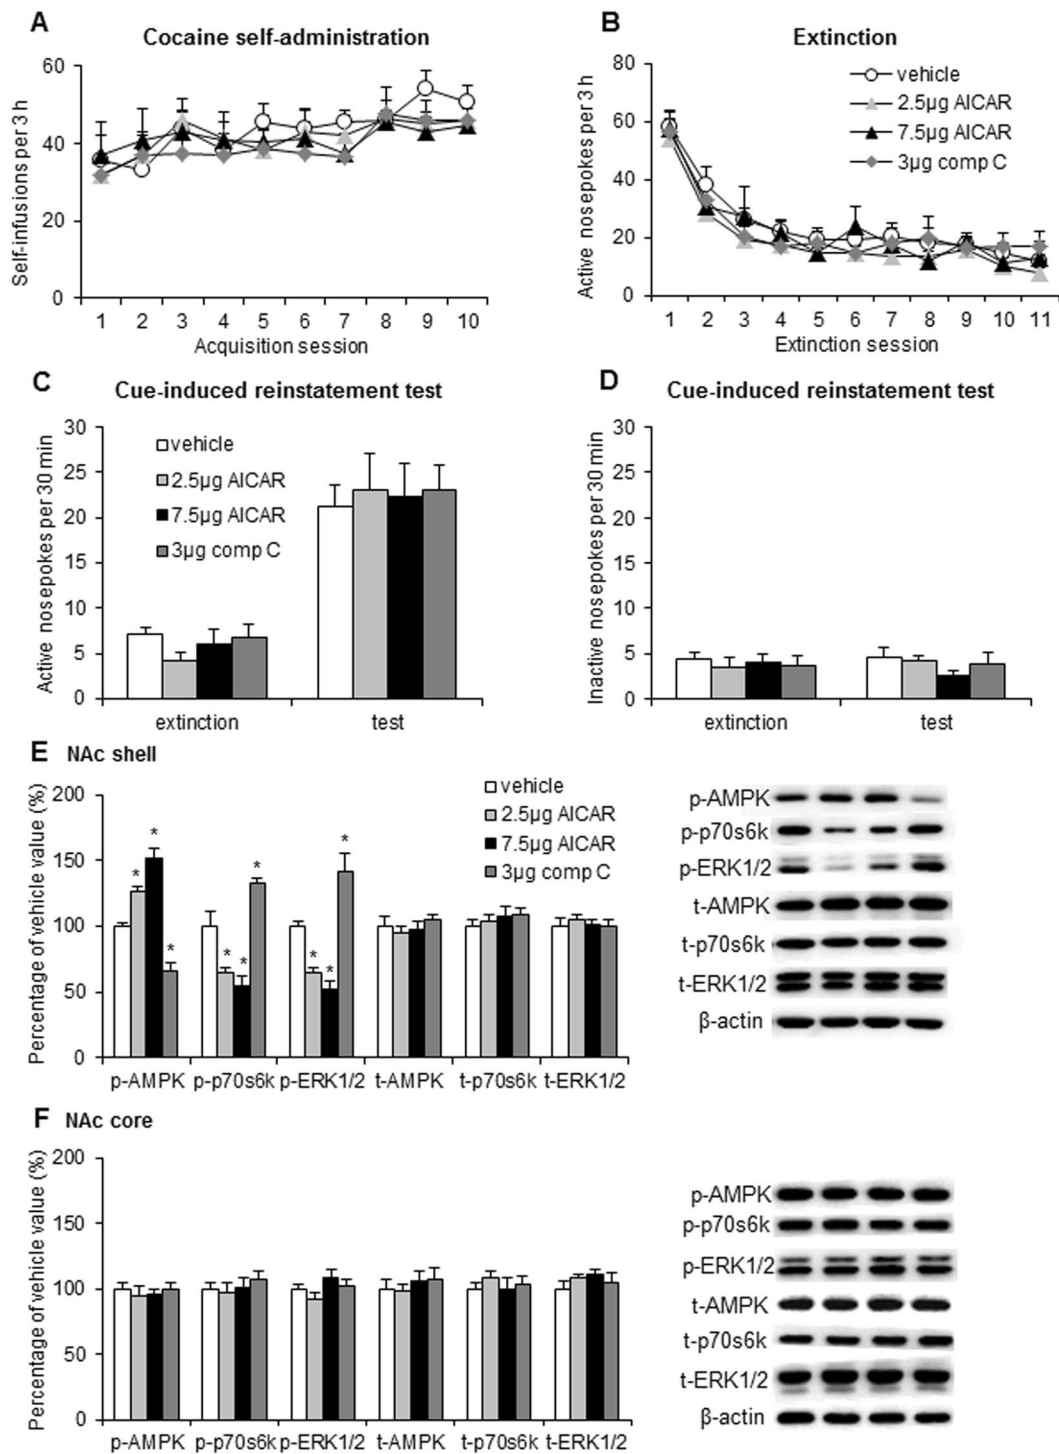 A
Cocaine self-administration
Self-infusions per 3 h
60
40
20
0
1 2 3 4 5 6 7 8 9 10
Acquisition session
B
Extinction
Active nosepokes per 3 h
80
60
40
20
0
vehicle
2.5µg AICAR
7.5µg AICAR
3µg comp C
1 2 3 4 5 6 7 8 9 10 11
Extinction session
C
Cue-induced reinstatement test
Active nosepokes per 30 min
30
25
20
15
10
5
0
vehicle
2.5µg AICAR
7.5µg AICAR
3µg comp C
extinction test
D
Cue-induced reinstatement test
Inactive nosepokes per 30 min
30
25
20
15
10
5
0
extinction test
E NAc shell
Percentage of vehicle value (%)
200
150
100
50
0
vehicle
2.5µg AICAR
7.5µg AICAR
3µg comp C
* * *
* * *
* * *
p-AMPK p-p70s6k p-ERK1/2 t-AMPK t-p70s6k t-ERK1/2
p-AMPK
p-p70s6k
p-ERK1/2
t-AMPK
t-p70s6k
t-ERK1/2
β-actin
F NAc core
Percentage of vehicle value (%)
200
150
100
50
0
p-AMPK p-p70s6k p-ERK1/2 t-AMPK t-p70s6k t-ERK1/2
p-AMPK
p-p70s6k
p-ERK1/2
t-AMPK
t-p70s6k
t-ERK1/2
β-actin